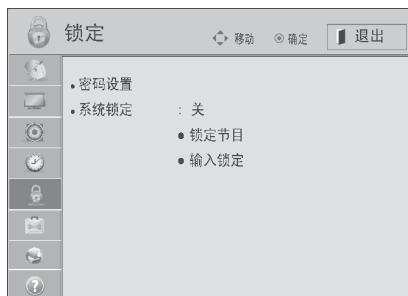 锁定 移动 确定 退出
• 密码设置
• 系统锁定 : 关
• 锁定节目
• 输入锁定
?